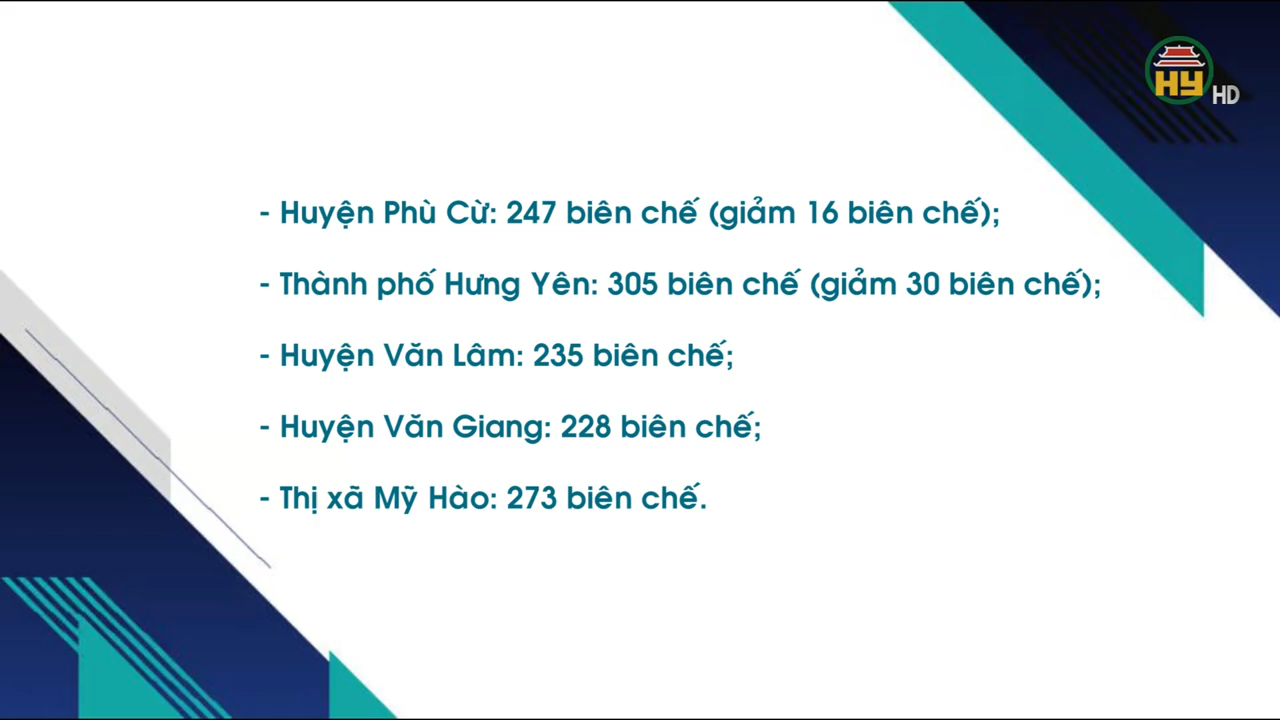 HY HD
- Huyện Phù Cừ: 247 biên chế (giảm 16 biên chế);
- Thành phố Hưng Yên: 305 biên chế (giảm 30 biên chế);
- Huyện Văn Lâm: 235 biên chế;
- Huyện Văn Giang: 228 biên chế;
- Thị xã Mỹ Hào: 273 biên chế.